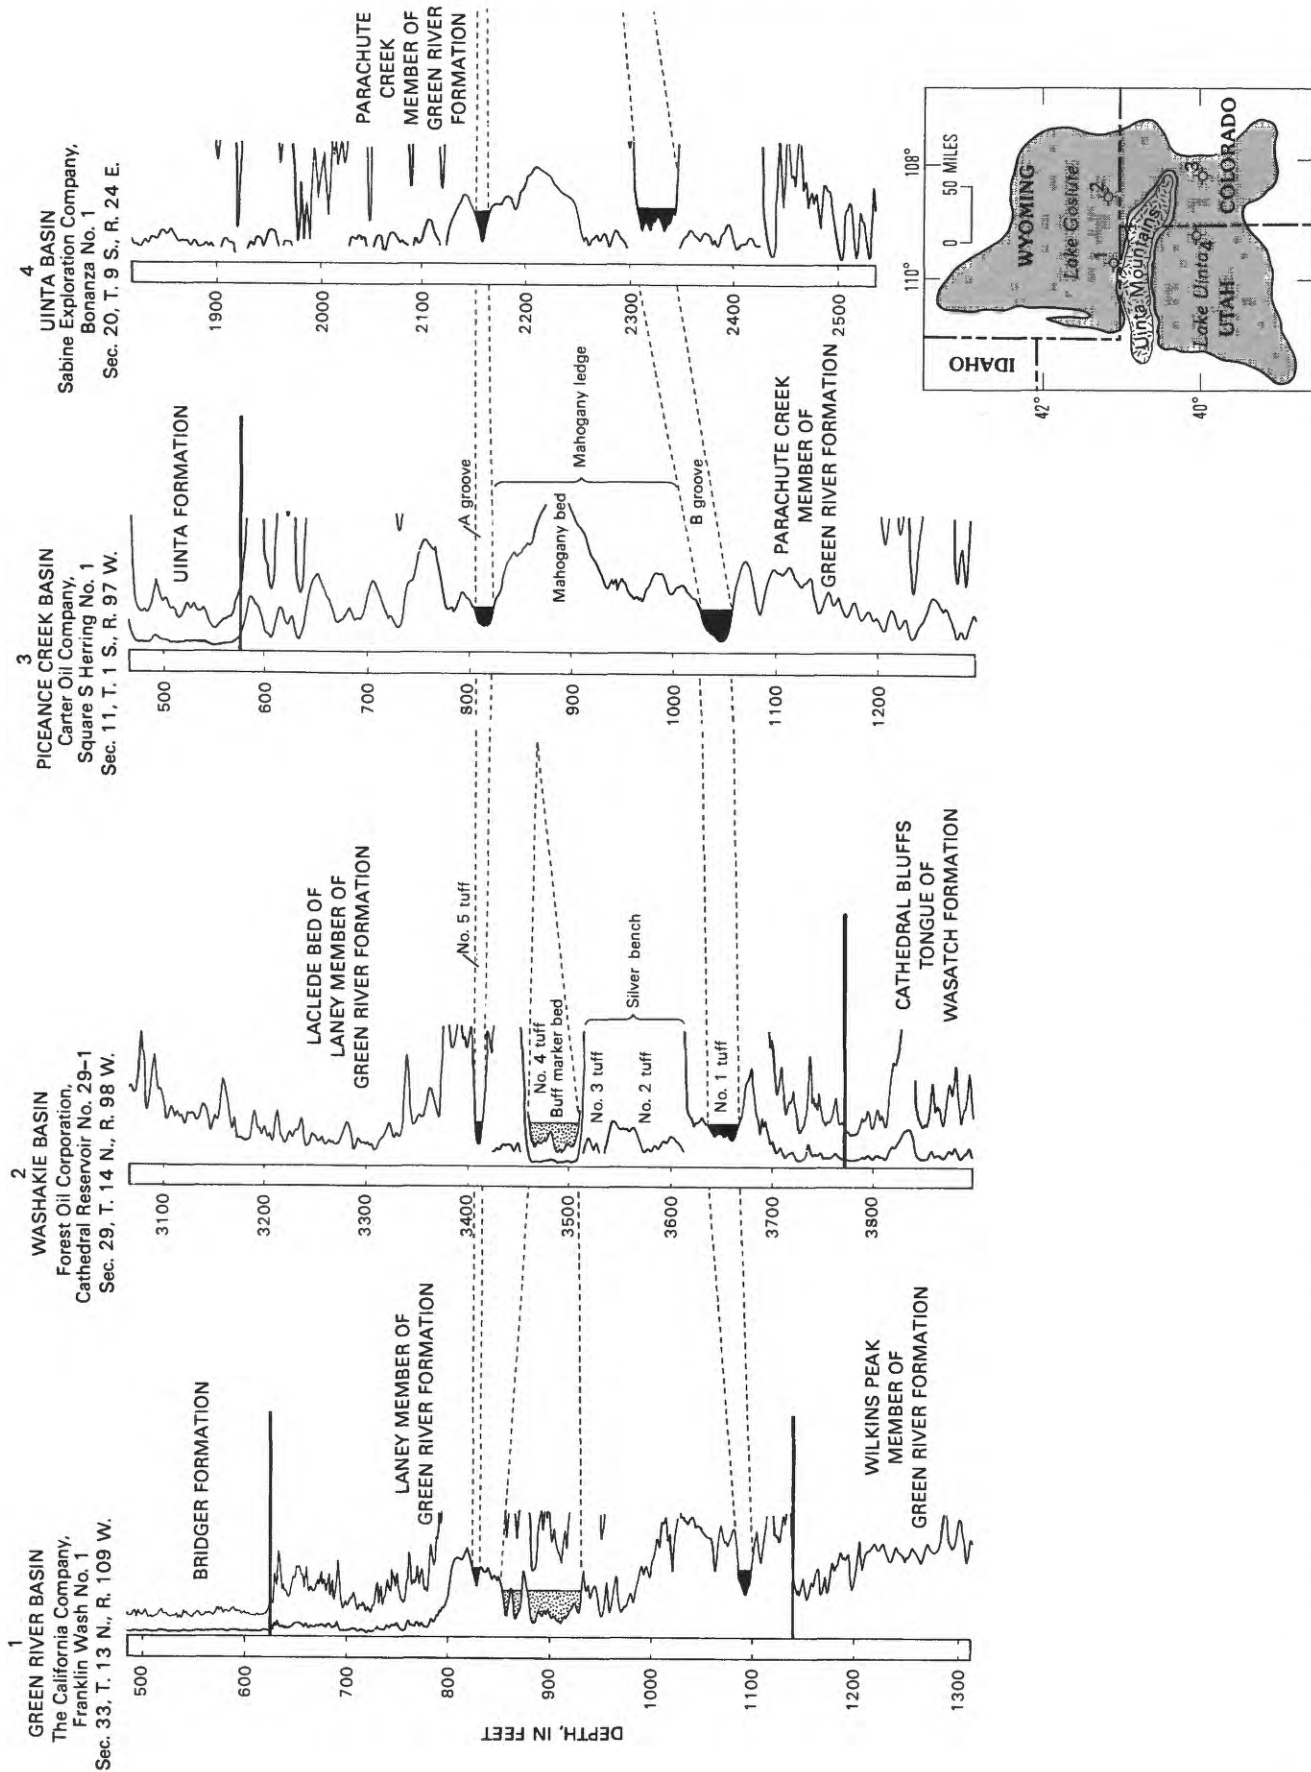 1
GREEN RIVER BASIN
The California Company,
Franklin Wash No. 1
Sec. 33, T. 13 N., R. 109 W.
DEPTH, IN FEET
500
600
700
800
900
1000
1100
1200
1300
BRIDGER FORMATION
LANEY MEMBER OF
GREEN RIVER FORMATION
WILKINS PEAK
MEMBER OF
GREEN RIVER FORMATION
2
WASHAKIE BASIN
Forest Oil Corporation,
Cathedral Reservoir No. 29-1
Sec. 29, T. 14 N., R. 98 W.
3100
3200
3300
3400
3500
3600
3700
3800
LACLEDE BED OF
LANEY MEMBER OF
GREEN RIVER FORMATION
No. 5 tuff
No. 4 tuff
Buff marker bed
No. 3 tuff
No. 2 tuff
Silver bench
No. 1 tuff
CATHEDRAL BLUFFS
TONGUE OF
WASATCH FORMATION
3
PICEANCE CREEK BASIN
Carter Oil Company,
Square S Herring No. 1
Sec. 11, T. 1 S., R. 97 W.
500
600
700
800
900
1000
1100
1200
UINTA FORMATION
A groove
Mahogany bed
Mahogany ledge
B groove
PARACHUTE CREEK
MEMBER OF
GREEN RIVER FORMATION
4
UINTA BASIN
Sabine Exploration Company,
Bonanza No. 1
Sec. 20, T. 9 S., R. 24 E.
1900
2000
2100
2200
2300
2400
2500
PARACHUTE
CREEK
MEMBER OF
GREEN RIVER
FORMATION
110°
108°
0 50 MILES
42°
40°
IDAHO
WYOMING
Lake Gosiute
1
2
Uinta Mountains
Lake Uinta
4
3
UTAH
COLORADO